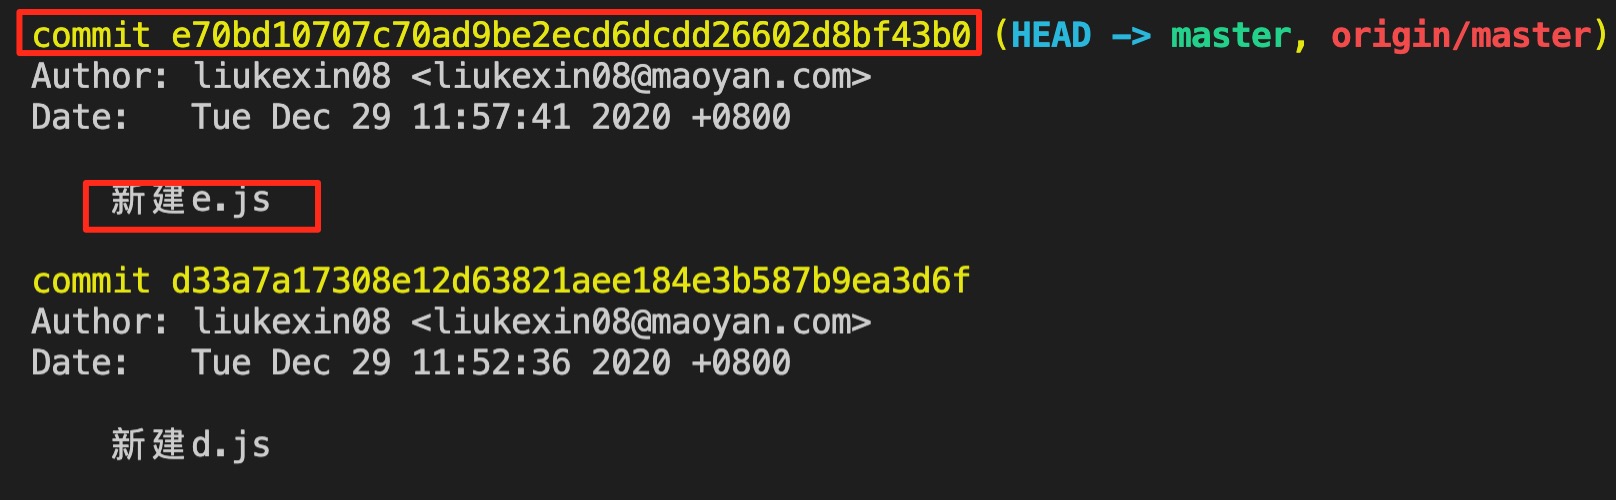 commit e70bd10707c70ad9be2ecd6dcdd26602d8bf43b0 (HEAD -> master, origin/master)
Author: liukexin08 <liukexin08@maoyan.com>
Date:   Tue Dec 29 11:57:41 2020 +0800
新建e.js
commit d33a7a17308e12d63821aee184e3b587b9ea3d6f
Author: liukexin08 <liukexin08@maoyan.com>
Date:   Tue Dec 29 11:52:36 2020 +0800
新建d.js